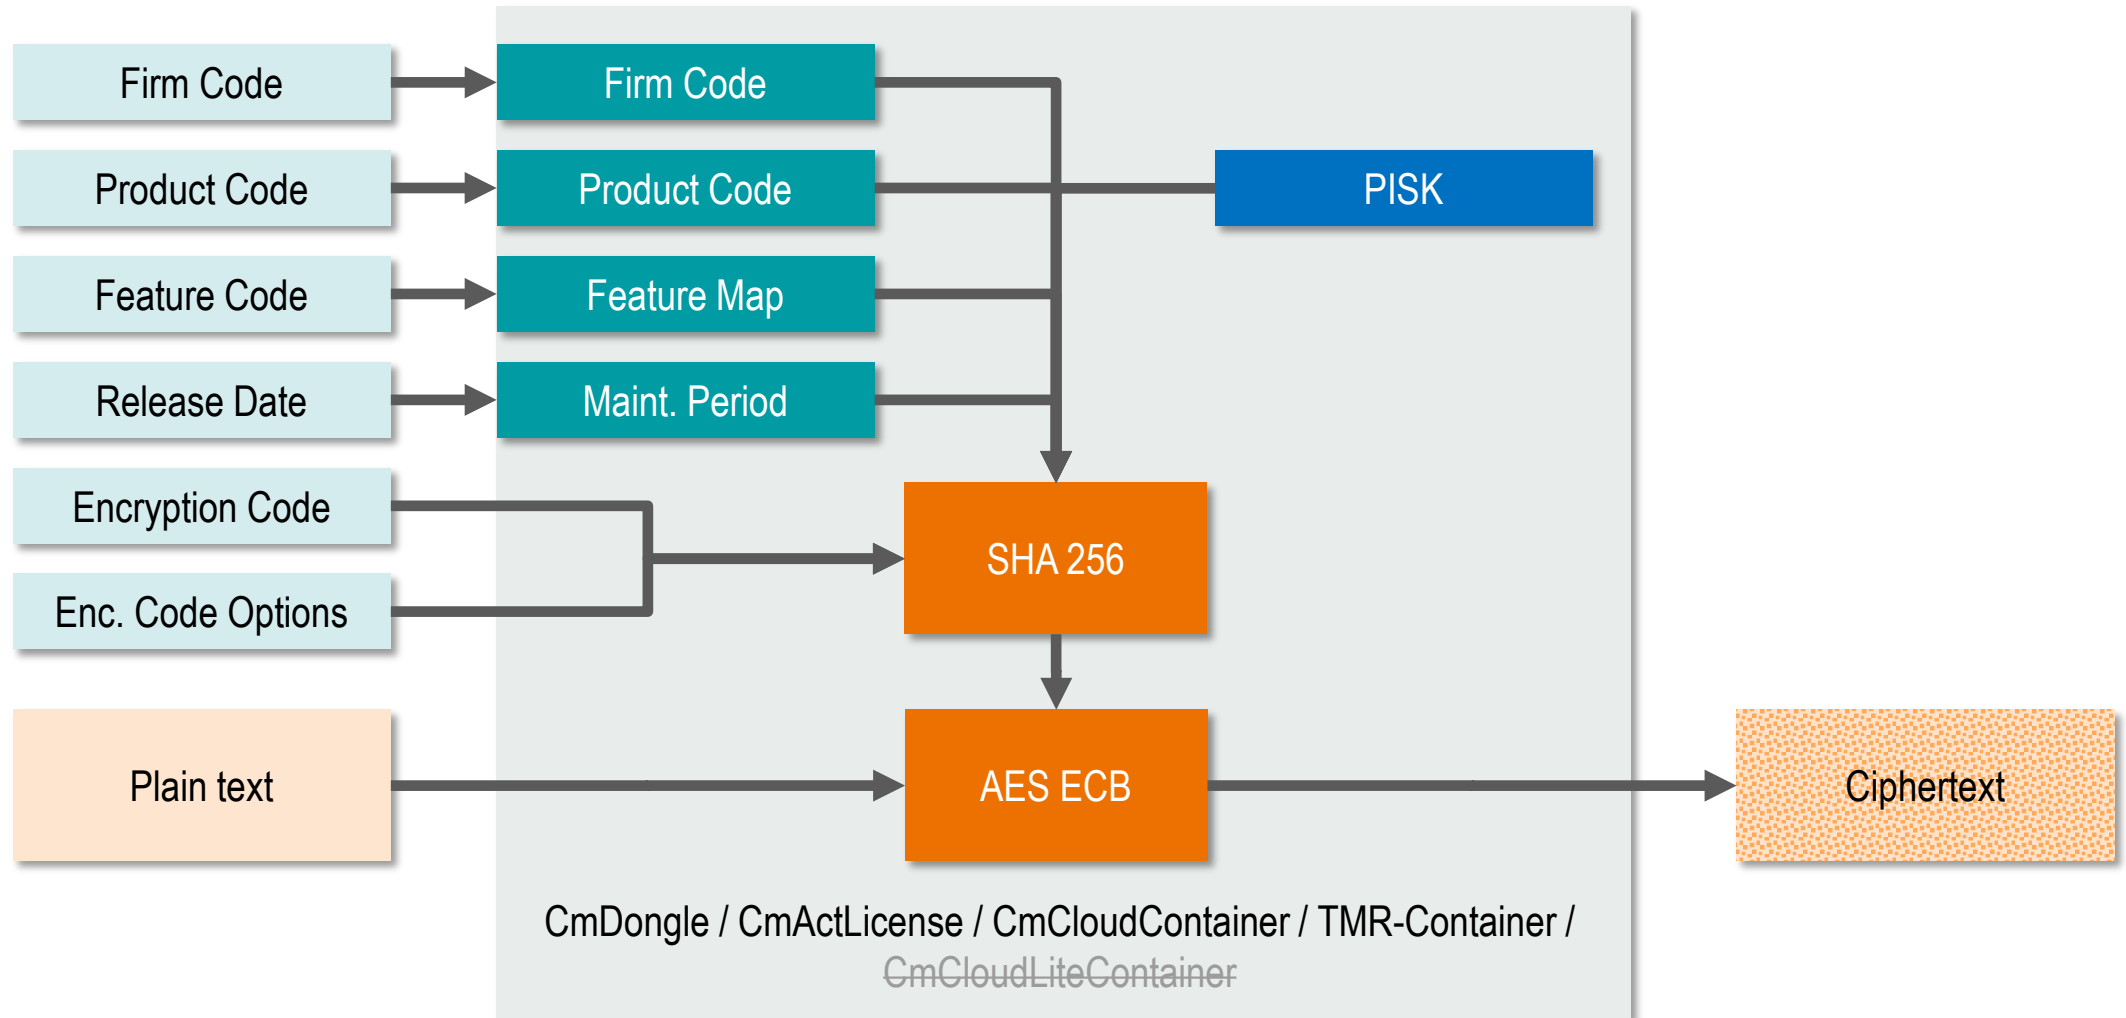 Firm Code
Firm Code
Product Code
Product Code
PISK
Feature Code
Feature Map
Release Date
Maint. Period
Encryption Code
SHA 256
Enc. Code Options
Plain text
AES ECB
Ciphertext
CmDongle / CmActLicense / CmCloudContainer / TMR-Container /
CmCloudLiteContainer